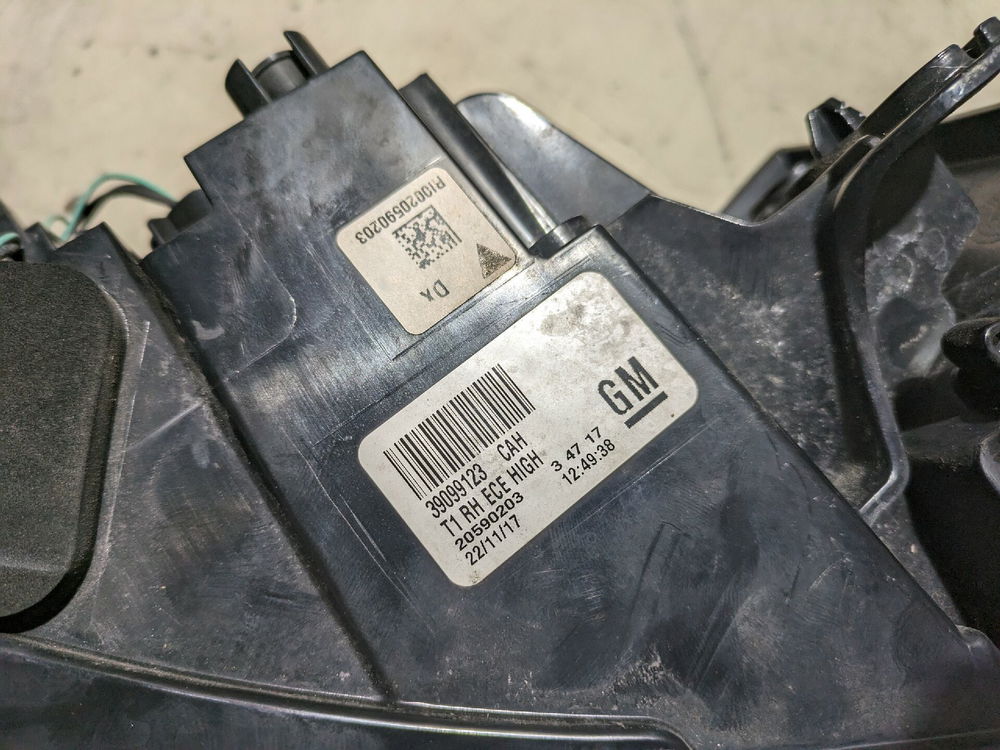 R10020590203
Dx
GM
39099123 CAH
T1 RH ECE HIGH
20590203
22/11/17
3 47 17
12:49:38